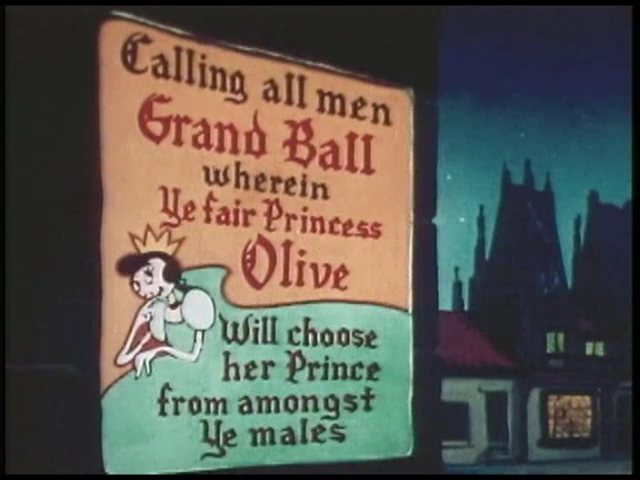 Calling all men
Grand Ball
wherein
Ye fair Princess
Olive
Will choose
her Prince
from amongst
Ye males